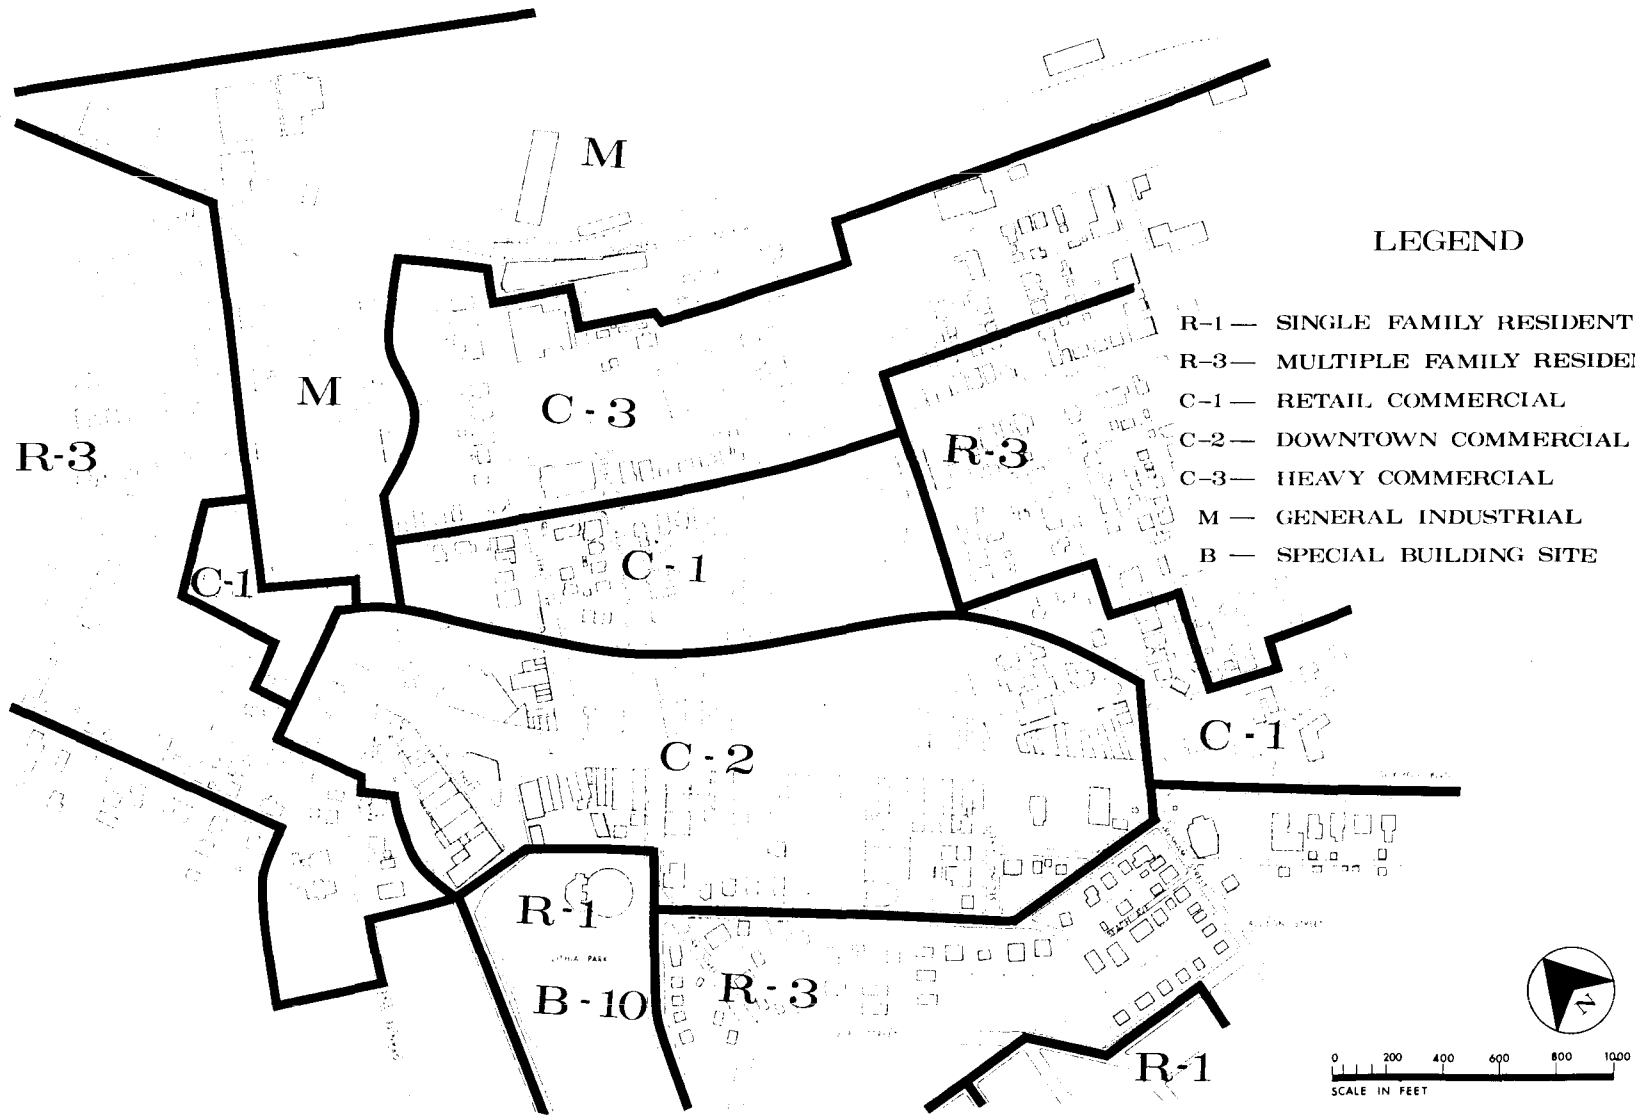 M
LEGEND
R-1 — SINGLE FAMILY RESIDENT
R-3 — MULTIPLE FAMILY RESIDE
C-1 — RETAIL COMMERCIAL
C-2 — DOWNTOWN COMMERCIAL
C-3 — HEAVY COMMERCIAL
M — GENERAL INDUSTRIAL
B — SPECIAL BUILDING SITE
M
C-3
R-3
R-3
C-1
C-1
C-2
C-1
R-1
LITHIA PARK
B-10
R-3
R-1
N
0 200 400 600 800 1000
SCALE IN FEET